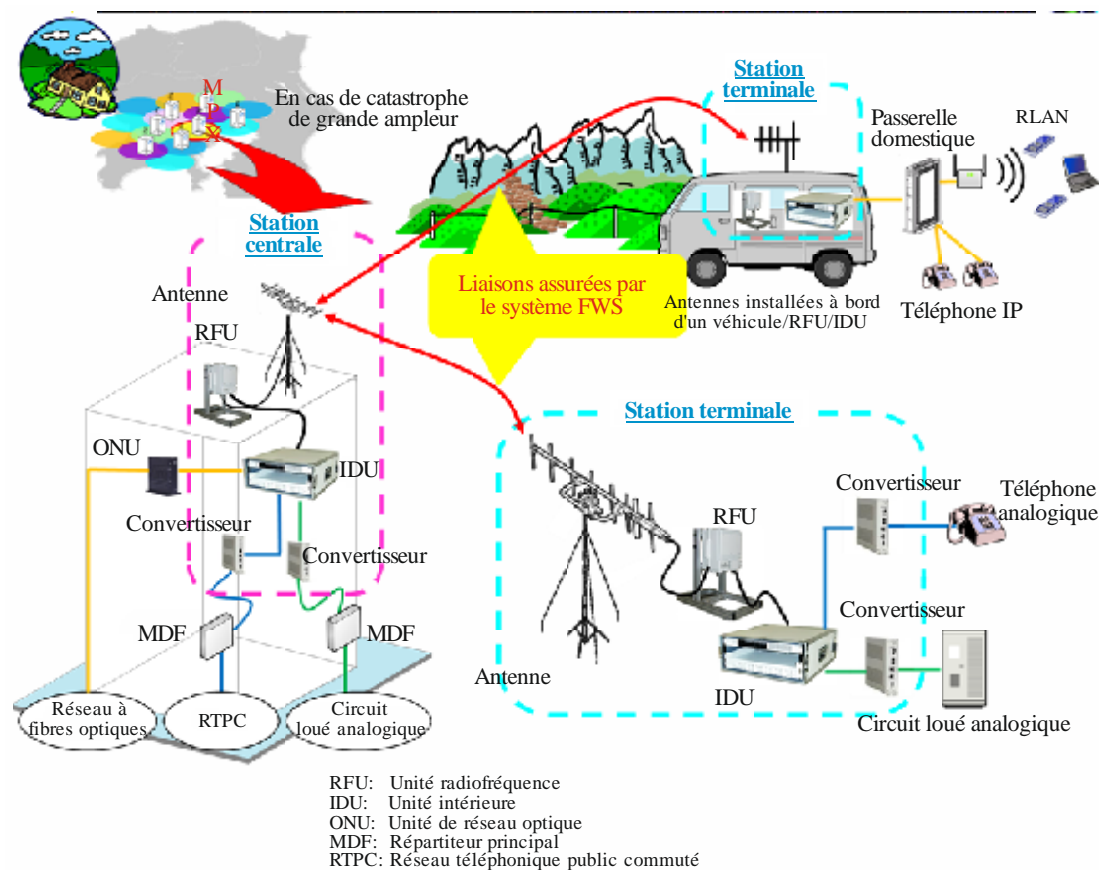 En cas de catastrophe
de grande ampleur
Station
terminale
Passerelle
domestique
RLAN
Station
centrale
Antenne
RFU
Liaisons assurées par
le système FWS
Antennes installées à bord
d'un véhicule/RFU/IDU
Téléphone IP
ONU
IDU
Convertisseur
Convertisseur
MDF
MDF
Réseau à
fibres optiques
RTPC
Circuit
loué analogique
Station terminale
Convertisseur
Téléphone
analogique
RFU
Convertisseur
Antenne
IDU
Circuit loué analogique
RFU: Unité radiofréquence
IDU: Unité intérieure
ONU: Unité de réseau optique
MDF: Répartiteur principal
RTPC: Réseau téléphonique public commuté